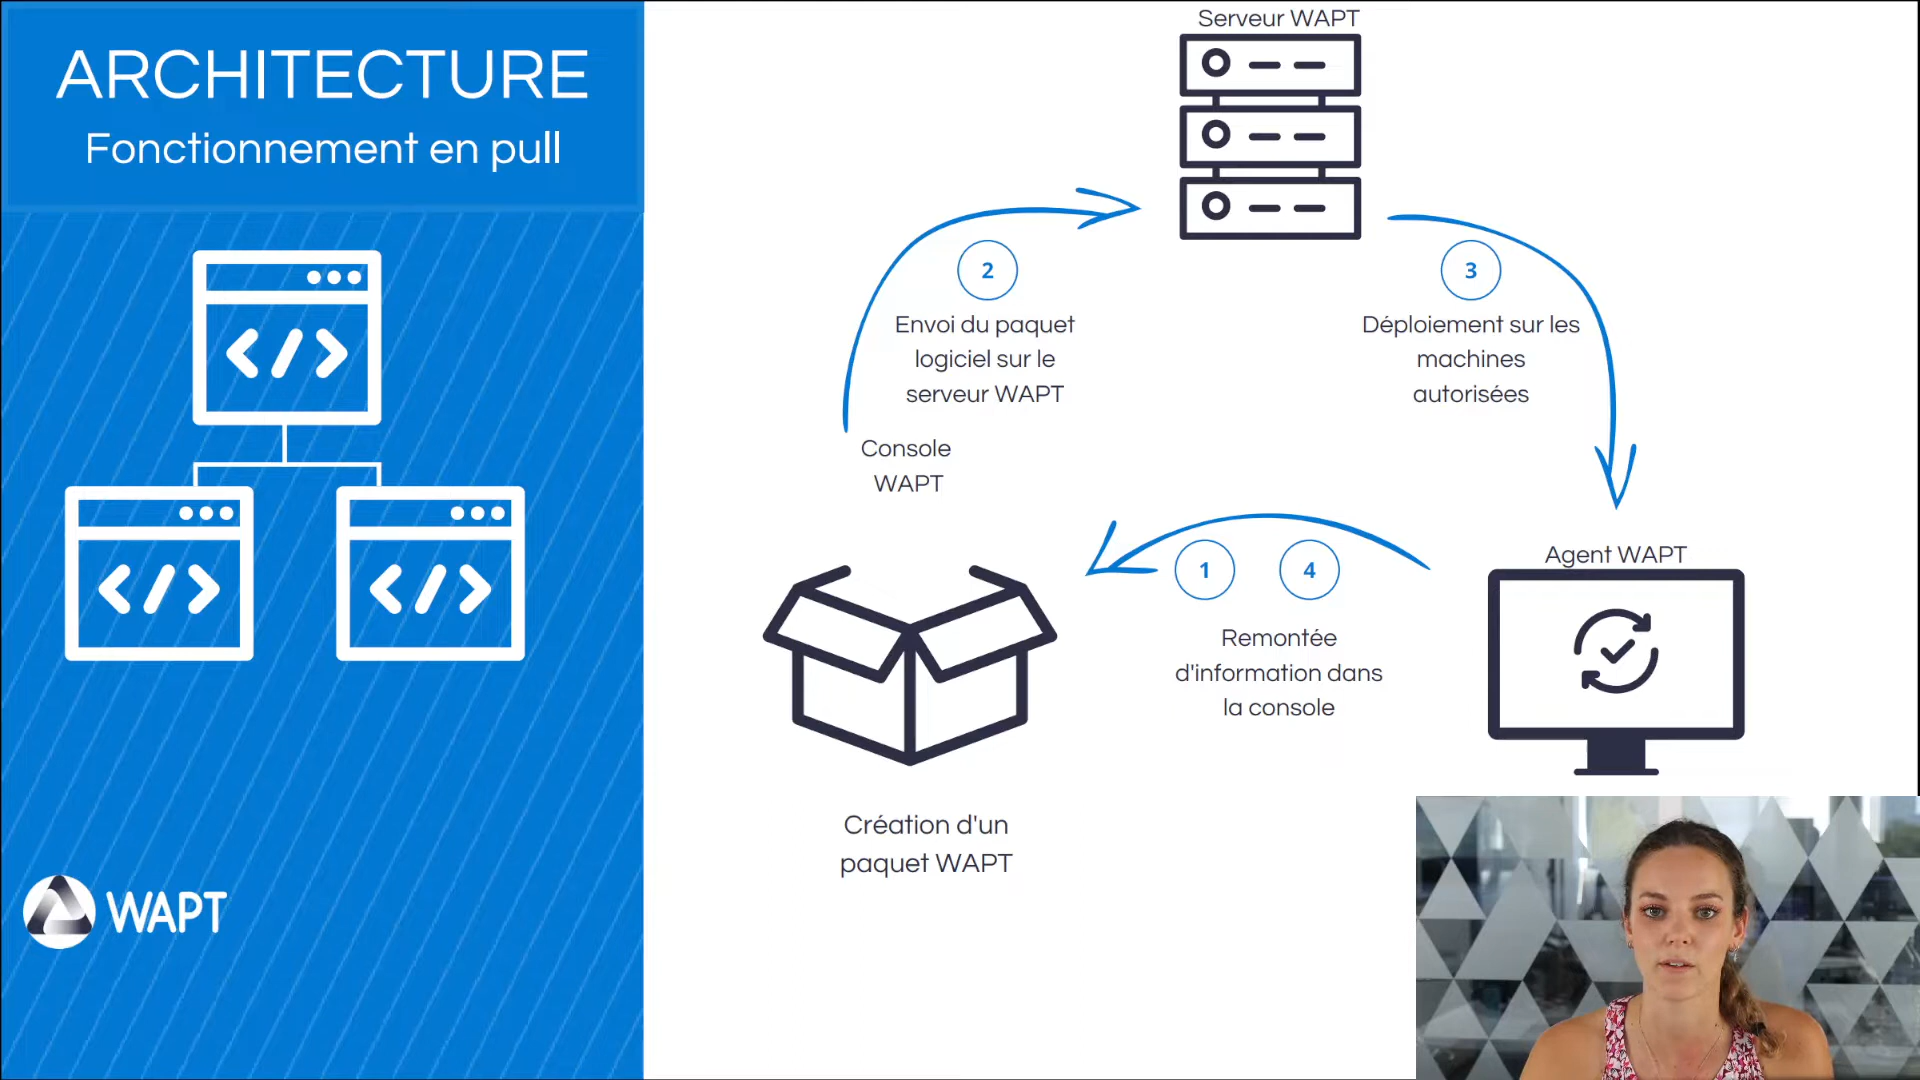 ARCHITECTURE
Fonctionnement en pull
WAPT
Serveur WAPT
2
Envoi du paquet
logiciel sur le
serveur WAPT
3
Déploiement sur les
machines
autorisées
Console
WAPT
1
4
Remontée
d'information dans
la console
Agent WAPT
Création d'un
paquet WAPT